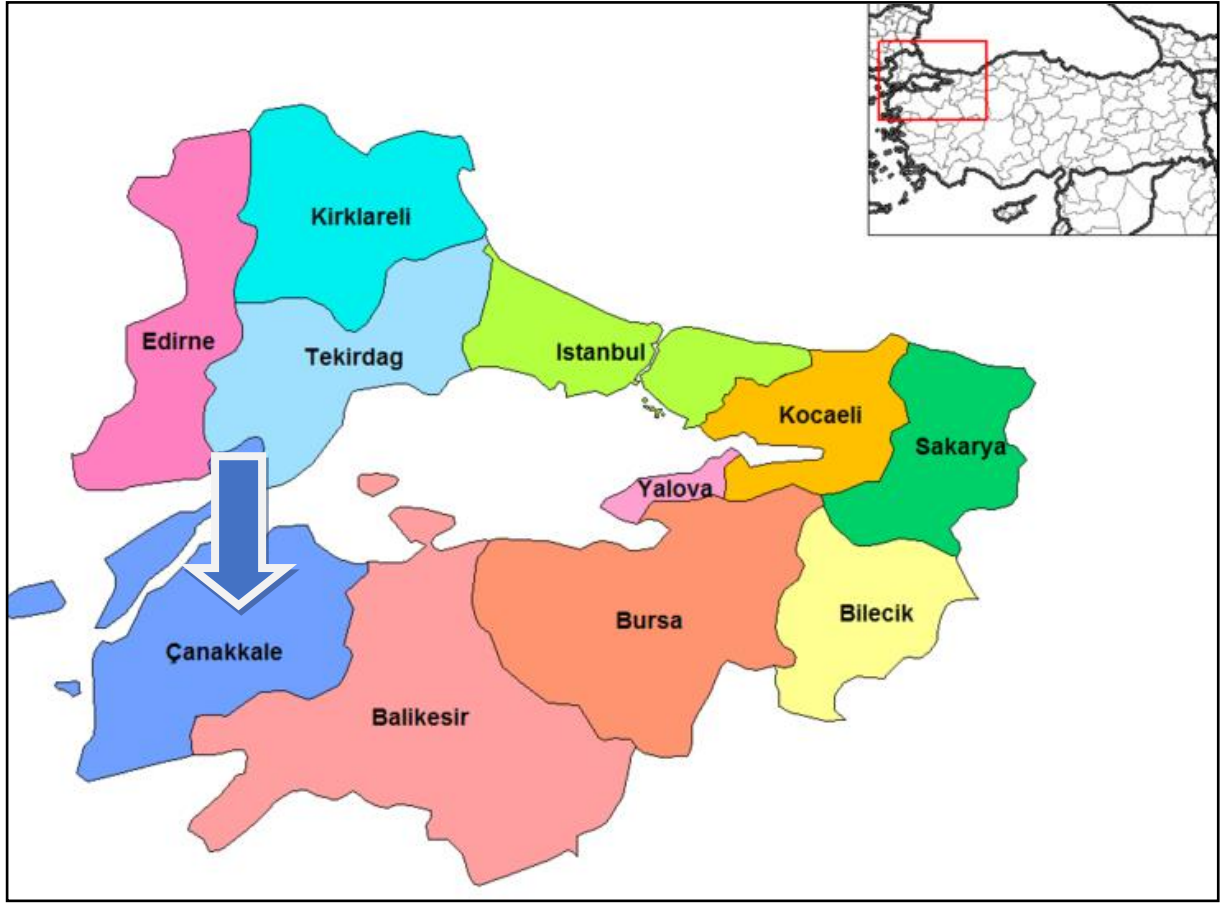 Kirklareli
Edirne
Tekirdag
Istanbul
Kocaeli
Sakarya
Yalova
Bursa
Bilecik
Çanakkale
Balikesir